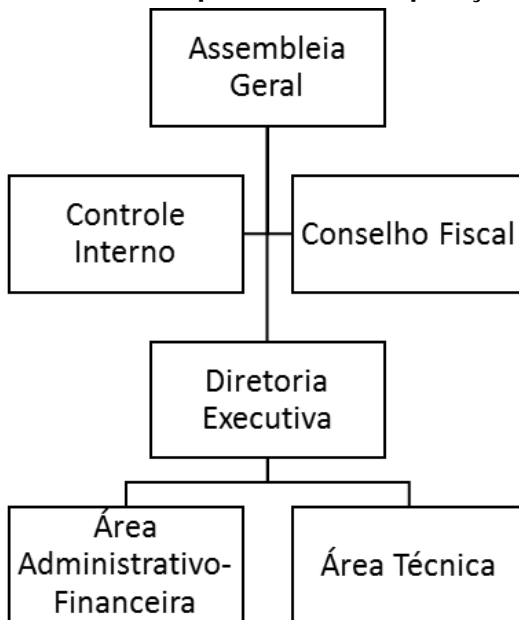 Assembleia
Geral
Controle
Interno
Conselho Fiscal
Diretoria
Executiva
Área
Administrativo-
Financeira
Área Técnica